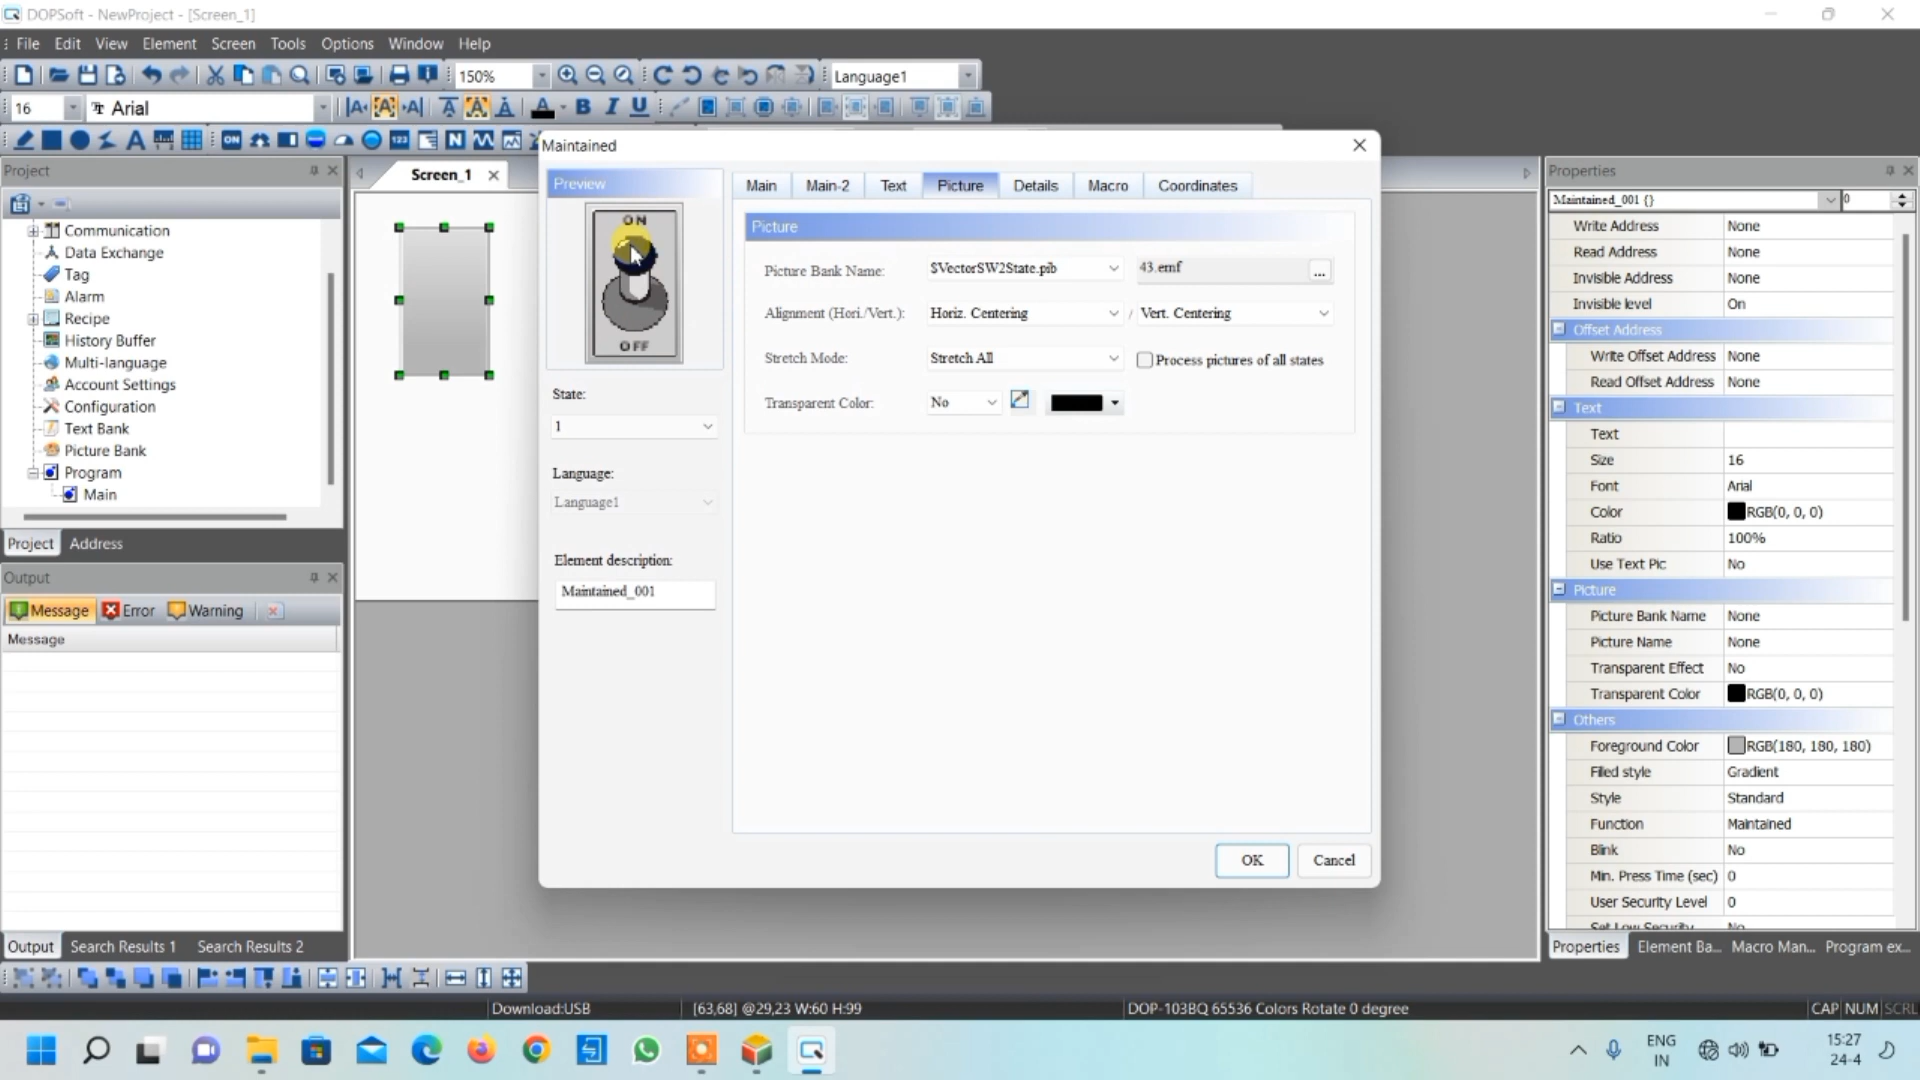 DOPSoft - NewProject - [Screen_1]
File Edit View Element Screen Tools Options Window Help
150%
Language1
16
Arial
Project
Communication
Data Exchange
Tag
Alarm
Recipe
History Buffer
Multi-language
Account Settings
Configuration
Text Bank
Picture Bank
Program
Main
Project Address
Output
Message Error Warning
Message
Output Search Results 1 Search Results 2
Screen_1
Maintained
Preview
ON
OFF
State:
1
Language:
Language1
Element description:
Maintained_001
Main Main-2 Text Picture Details Macro Coordinates
Picture
Picture Bank Name: $VectorSW2State.pib 43.emf ...
Alignment (Hori./Vert.): Horiz. Centering / Vert. Centering
Stretch Mode: Stretch All Process pictures of all states
Transparent Color: No
OK Cancel
Properties
Maintained_001 {} 0
Write Address None
Read Address None
Invisible Address None
Invisible level On
Offset Address
Write Offset Address None
Read Offset Address None
Text
Text
Size 16
Font Arial
Color RGB(0, 0, 0)
Ratio 100%
Use Text Pic No
Picture
Picture Bank Name None
Picture Name None
Transparent Effect No
Transparent Color RGB(0, 0, 0)
Others
Foreground Color RGB(180, 180, 180)
Filled style Gradient
Style Standard
Function Maintained
Blink No
Min. Press Time (sec) 0
User Security Level 0
Set Low Security No
Properties Element Ba... Macro Man... Program ex...
Download:USB [63,68] @29,23 W:60 H:99 DOP-103BQ 65536 Colors Rotate 0 degree CAP NUM SCRL
ENG
IN
15:27
24-4